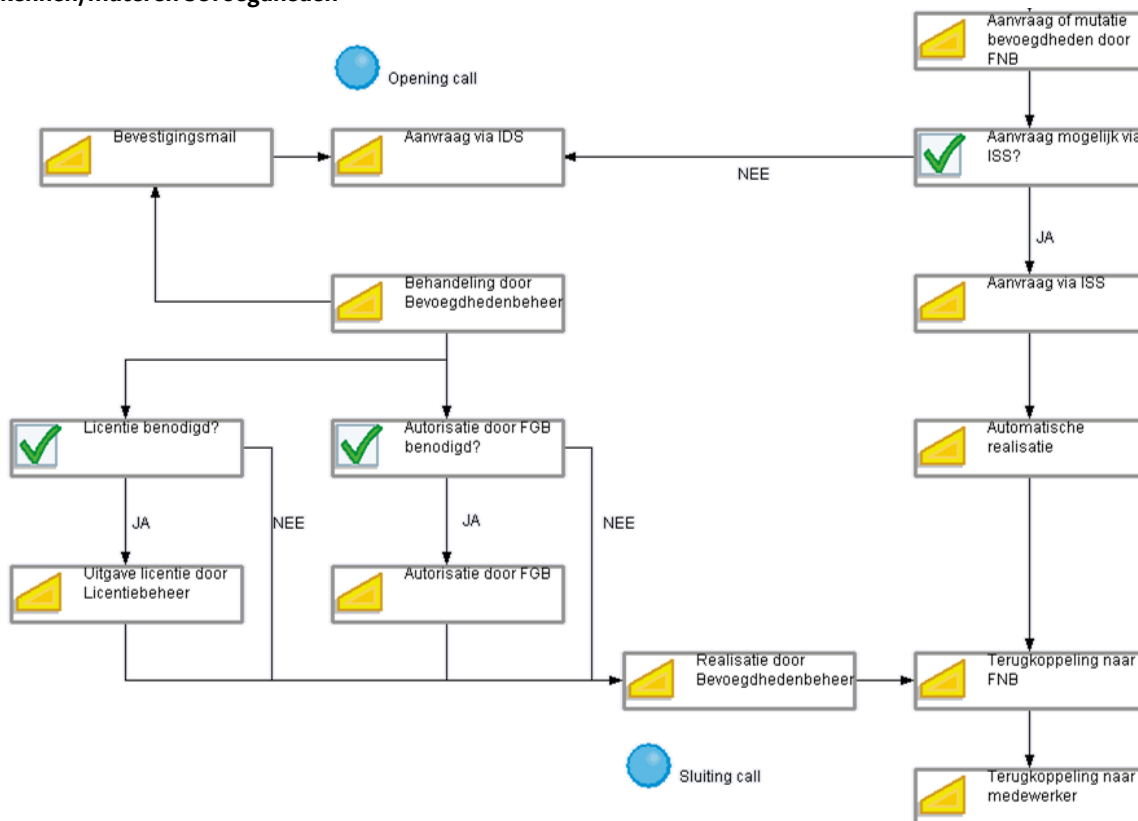 Aanvraag of mutatie
bevoegdheden door
FNB
Opening call
Bevestigingsmail
Aanvraag via IDS
Aanvraag mogelijk via
ISS?
NEE
JA
Behandeling door
Bevoegdhedenbeheer
Aanvraag via ISS
Licentie benodigd?
Autorisatie door FGB
benodigd?
Automatische
realisatie
JA
NEE
JA
NEE
Uitgave licentie door
Licentiebeheer
Autorisatie door FGB
Realisatie door
Bevoegdhedenbeheer
Terugkoppeling naar
FNB
Sluiting call
Terugkoppeling naar
medewerker